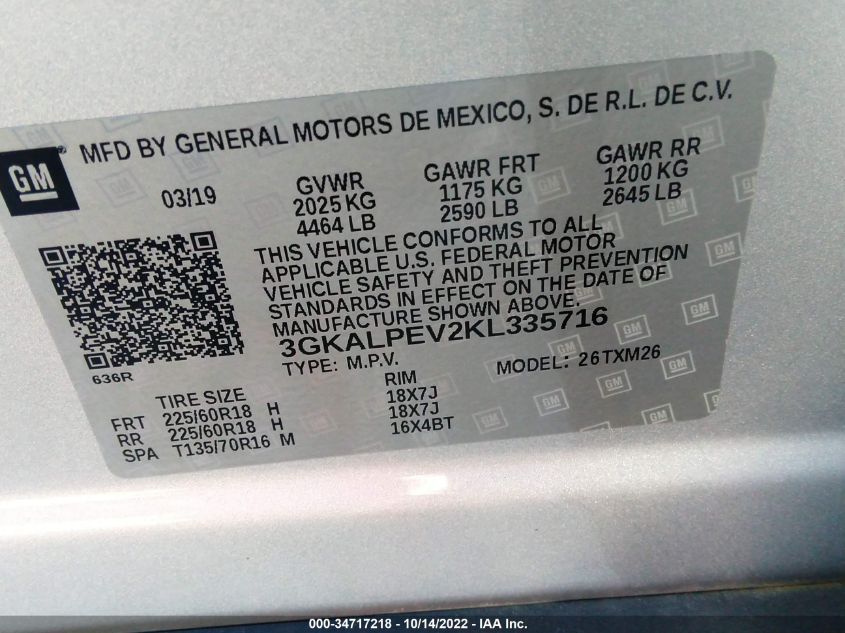 MFD BY GENERAL MOTORS DE MEXICO, S. DE R.L. DE C.V.
GM
03/19
GVWR GAWR FRT GAWR RR
2025 KG 1175 KG 1200 KG
4464 LB 2590 LB 2645 LB
THIS VEHICLE CONFORMS TO ALL
APPLICABLE U.S. FEDERAL MOTOR
VEHICLE SAFETY AND THEFT PREVENTION
STANDARDS IN EFFECT ON THE DATE OF
MANUFACTURE SHOWN ABOVE.
3GKALPEV2KL335716
636R
TYPE: M.P.V. MODEL: 26TXM26
TIRE SIZE RIM
FRT 225/60R18 H 18X7J
RR 225/60R18 H 18X7J
SPA T135/70R16 M 16X4BT
000-34717218 - 10/14/2022 - IAA Inc.